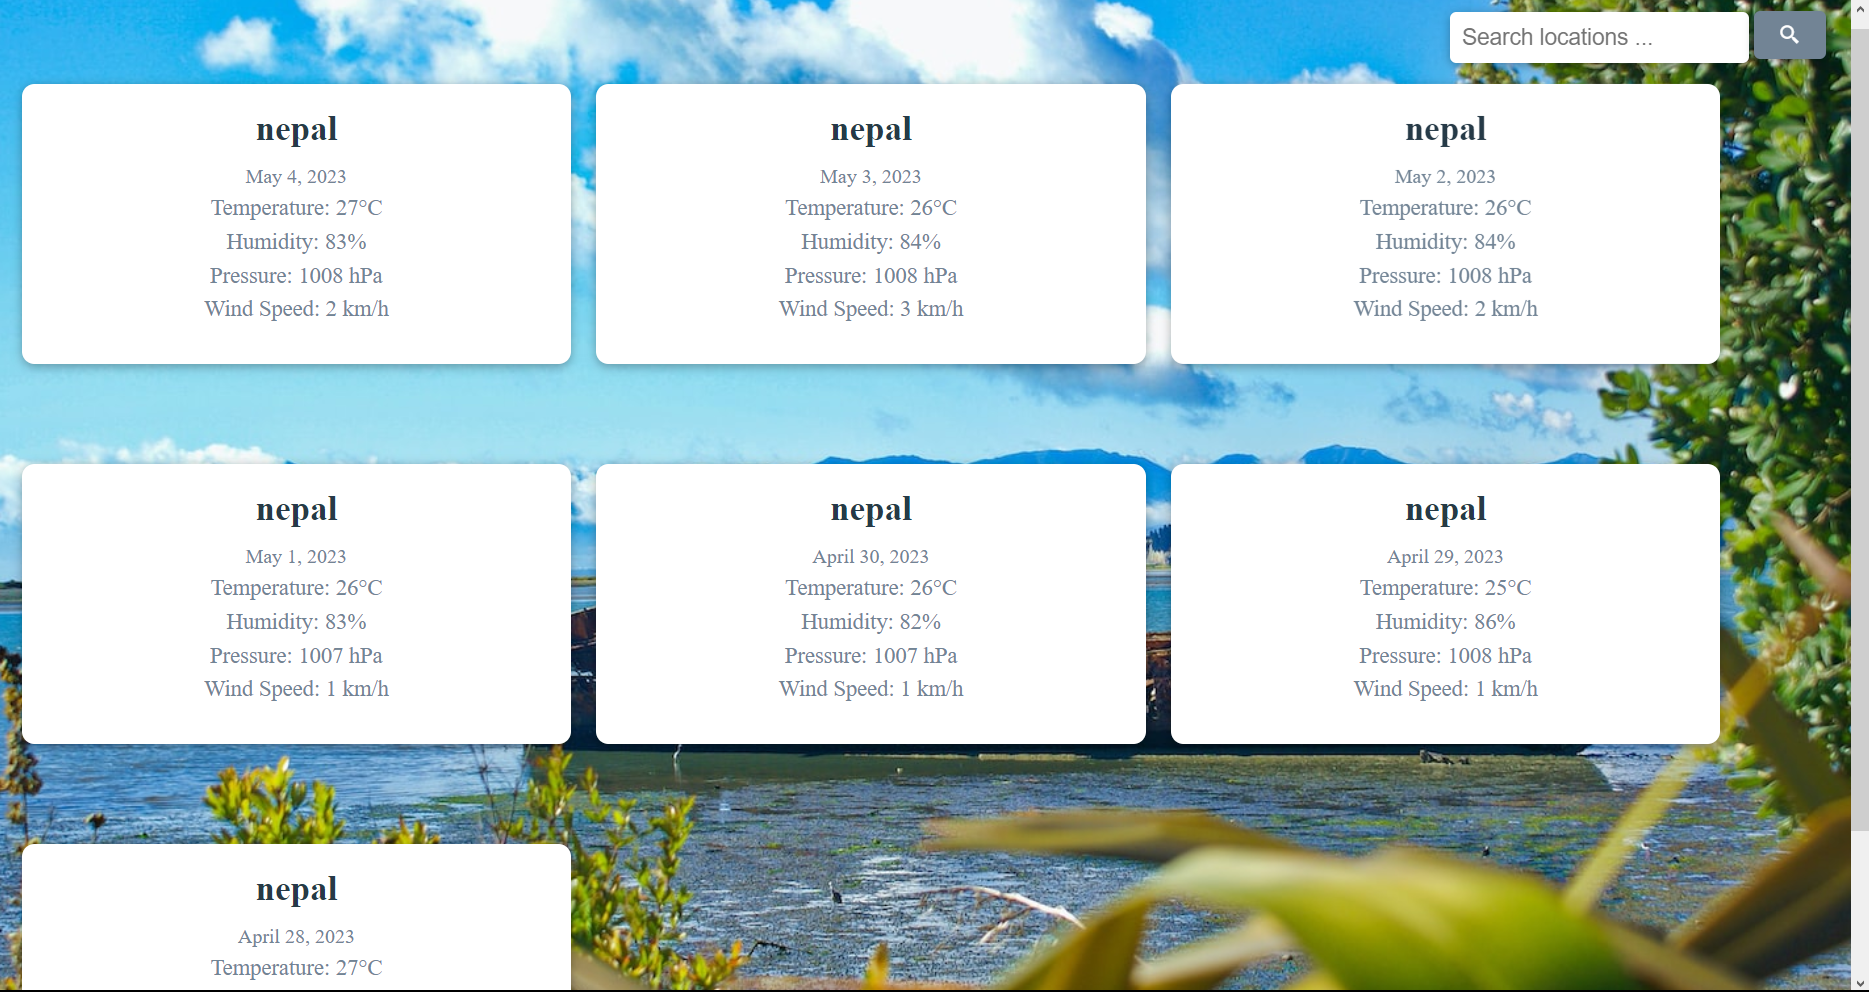 Search locations ...
nepal
May 4, 2023
Temperature: 27°C
Humidity: 83%
Pressure: 1008 hPa
Wind Speed: 2 km/h
nepal
May 3, 2023
Temperature: 26°C
Humidity: 84%
Pressure: 1008 hPa
Wind Speed: 3 km/h
nepal
May 2, 2023
Temperature: 26°C
Humidity: 84%
Pressure: 1008 hPa
Wind Speed: 2 km/h
nepal
May 1, 2023
Temperature: 26°C
Humidity: 83%
Pressure: 1007 hPa
Wind Speed: 1 km/h
nepal
April 30, 2023
Temperature: 26°C
Humidity: 82%
Pressure: 1007 hPa
Wind Speed: 1 km/h
nepal
April 29, 2023
Temperature: 25°C
Humidity: 86%
Pressure: 1008 hPa
Wind Speed: 1 km/h
nepal
April 28, 2023
Temperature: 27°C